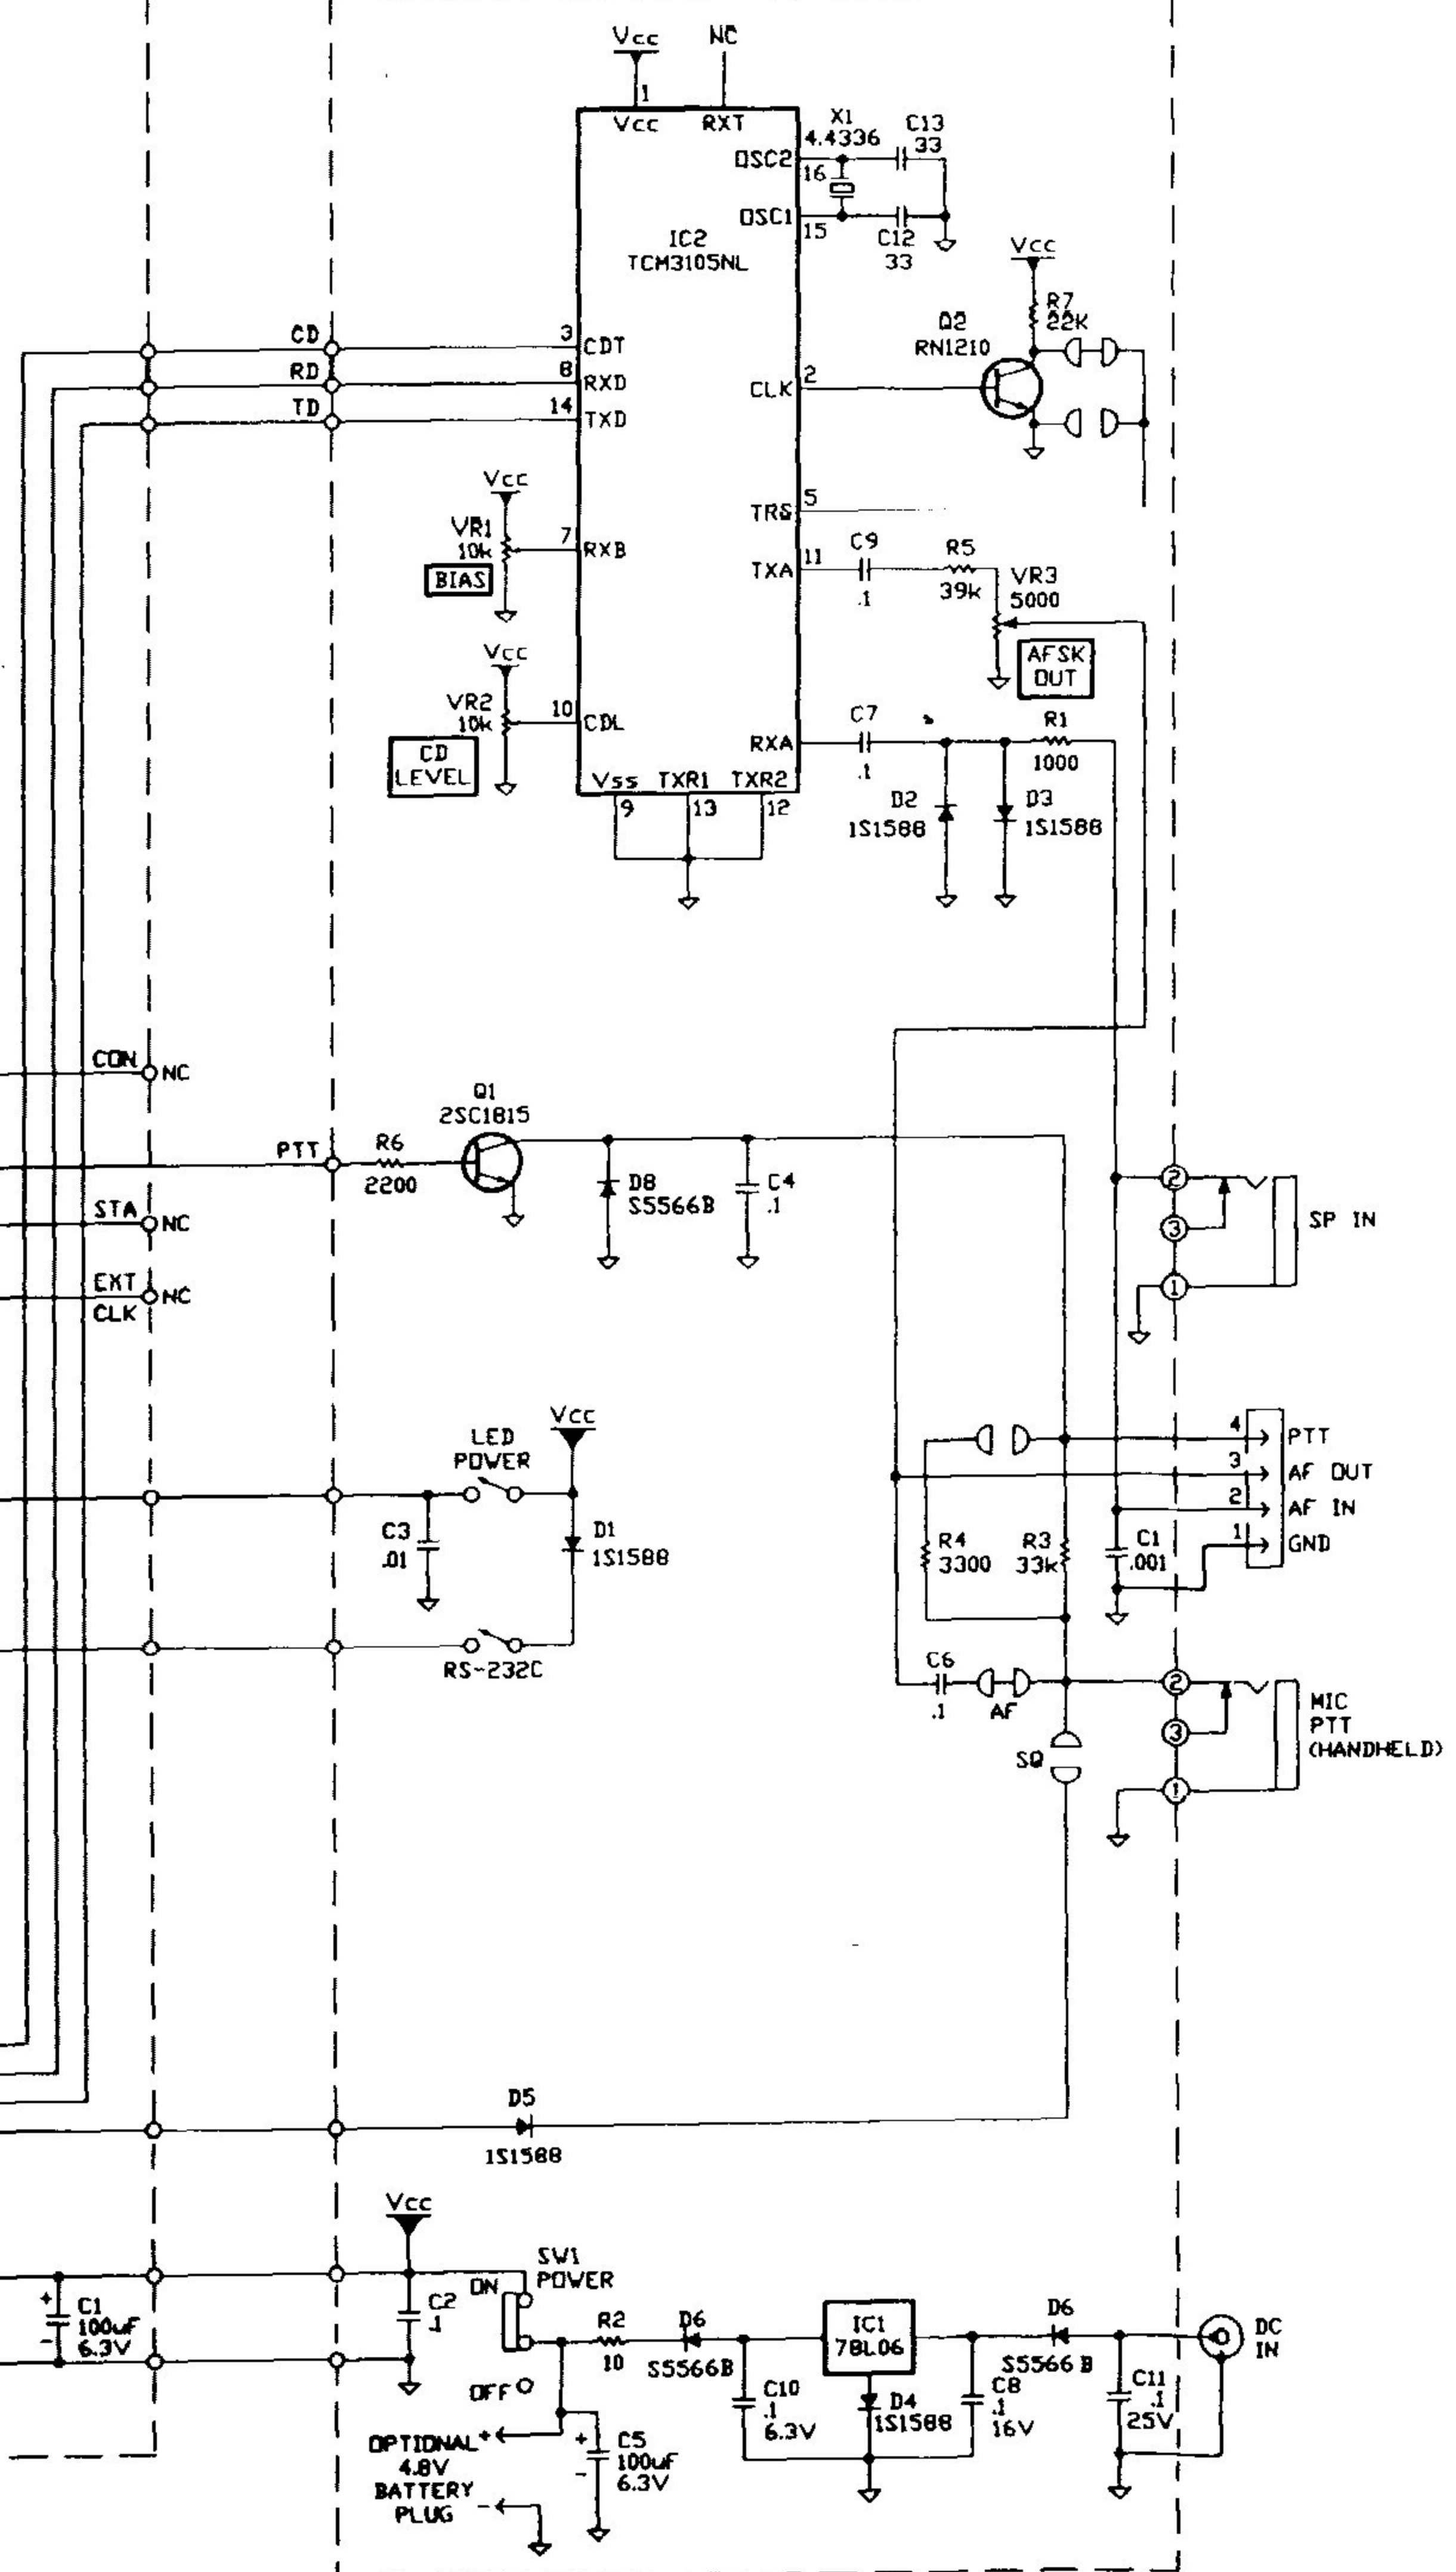 Vcc
NC
1
Vcc
RXT
X1
4.4336
C13
33
OSC2
16
OSC1
15
C12
33
IC2
TCM3105NL
Vcc
R7
22K
Q2
RN1210
CD
3
CDT
RD
8
RXD
CLK
2
TD
14
TXD
Vcc
VR1
10k
7
RXB
BIAS
TRS
5
TXA
11
C9
.1
R5
39k
VR3
5000
AFSK
OUT
Vcc
VR2
10k
10
CDL
CD
LEVEL
RXA
C7
.1
R1
1000
Vss
TXR1
TXR2
9
13
12
D2
1S1588
D3
1S1588
CON
NC
Q1
2SC1815
PTT
R6
2200
D8
S5566B
C4
.1
STA
NC
EXT
CLK
NC
2
3
1
SP IN
Vcc
LED
POWER
C3
.01
D1
1S1588
RS-232C
4
PTT
3
AF OUT
2
AF IN
1
GND
R4
3300
R3
33k
C1
.001
C6
.1
AF
SQ
2
3
1
MIC
PTT
(HANDHELD)
D5
1S1588
Vcc
SW1
POWER
ON
OFF
C1
100uF
6.3V
+
-
C2
.1
R2
10
D6
S5566B
IC1
78L06
D6
S5566B
DC
IN
C10
.1
6.3V
D4
1S1588
C8
.1
16V
C11
.1
25V
OPTIONAL +
4.8V
BATTERY
PLUG -
+
-
C5
100uF
6.3V